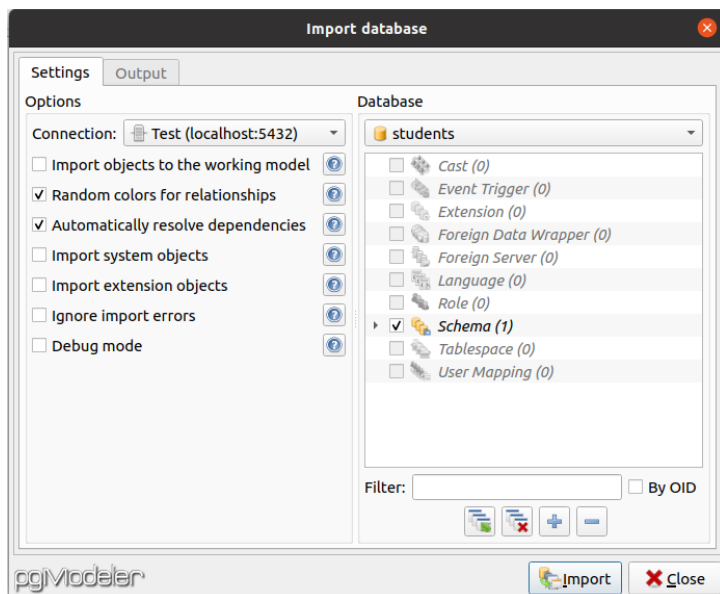 Import database
Settings
Output
Options
Connection:
Test (localhost:5432)
Import objects to the working model
Random colors for relationships
Automatically resolve dependencies
Import system objects
Import extension objects
Ignore import errors
Debug mode
Database
students
Cast (0)
Event Trigger (0)
Extension (0)
Foreign Data Wrapper (0)
Foreign Server (0)
Language (0)
Role (0)
Schema (1)
Tablespace (0)
User Mapping (0)
Filter:
By OID
pgModeler
Import
Close